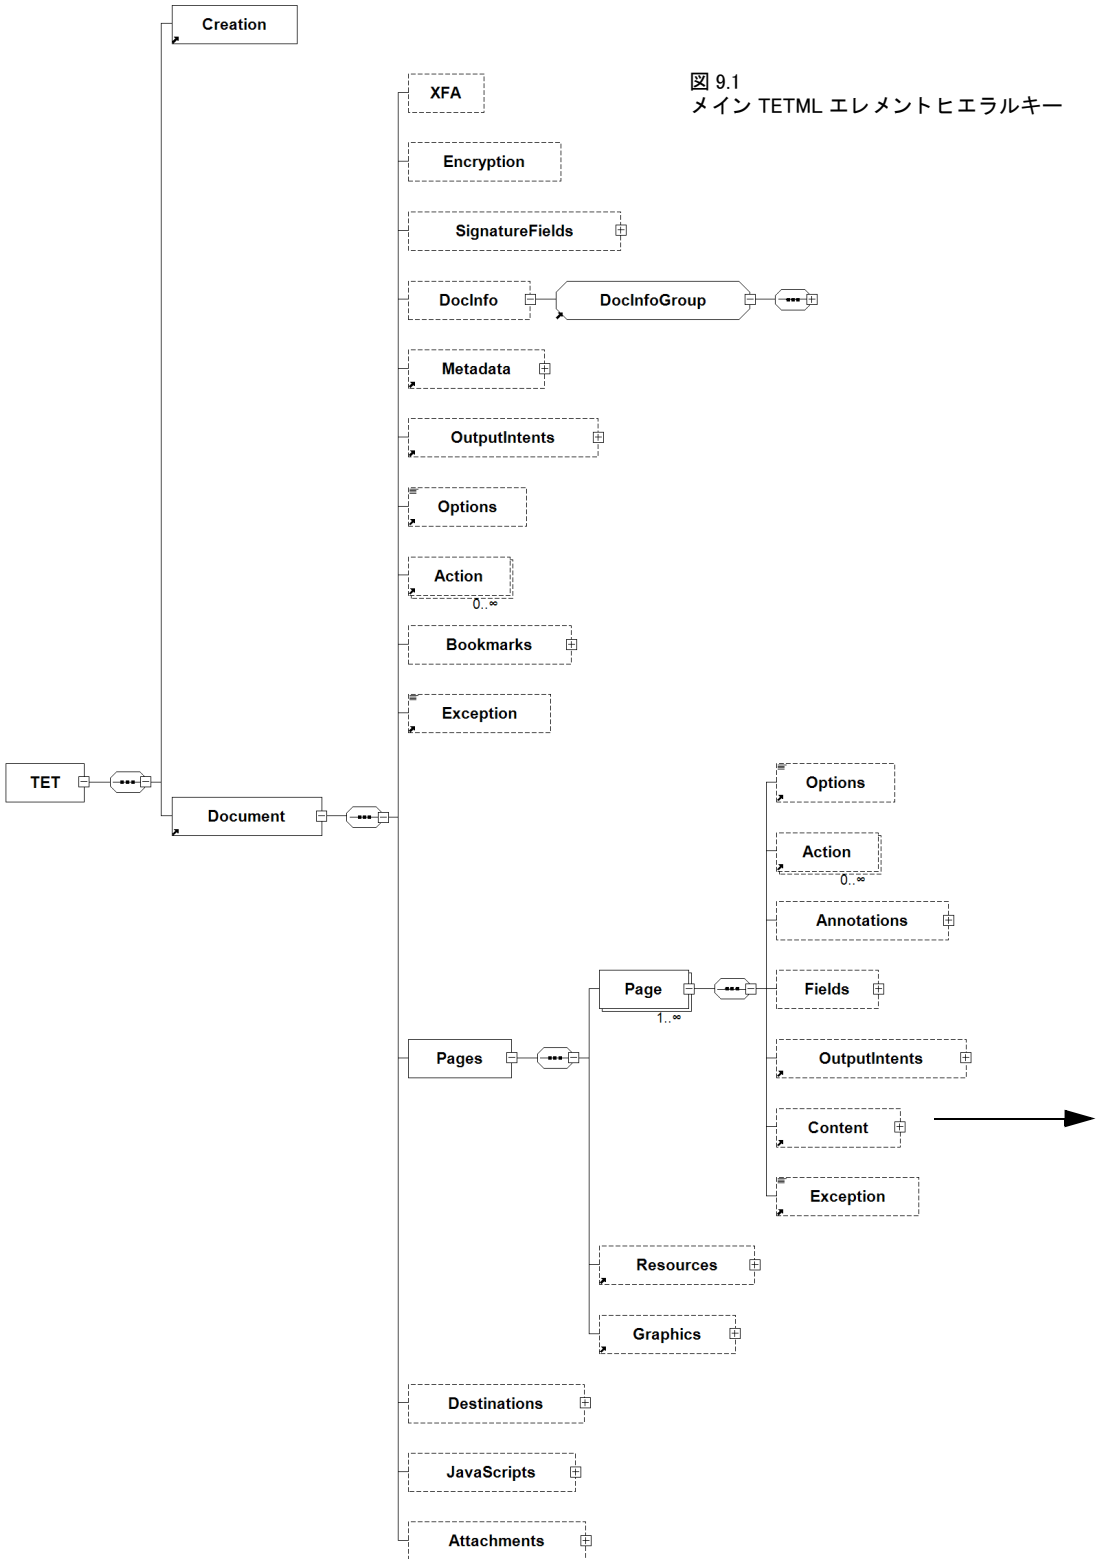 Creation
図 9.1
メイン TETML エレメントヒエラルキー
XFA
Encryption
SignatureFields
DocInfo
DocInfoGroup
Metadata
OutputIntents
Options
Action
0..∞
Bookmarks
Exception
TET
Document
Options
Action
0..∞
Annotations
Page
1..∞
Fields
Pages
OutputIntents
Content
Exception
Resources
Graphics
Destinations
JavaScripts
Attachments